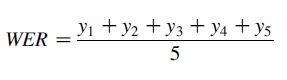 WER = y₁ + y₂ + y₃ + y₄ + y₅ / 5